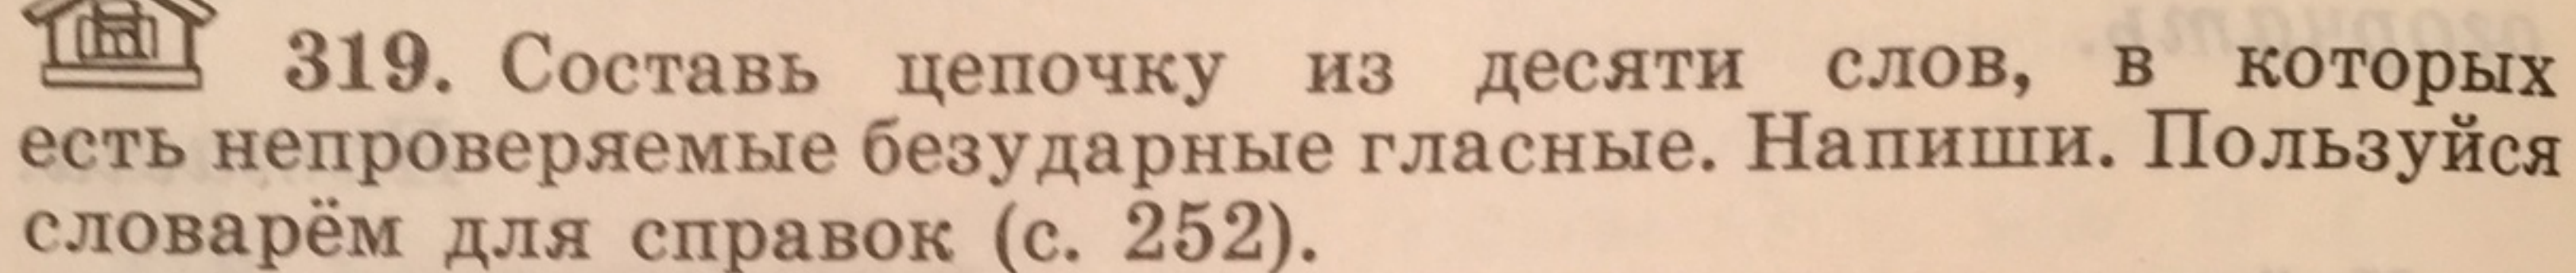 319. Составь цепочку из десяти слов, в которых
есть непроверяемые безударные гласные. Напиши. Пользуйся
словарём для справок (с. 252).